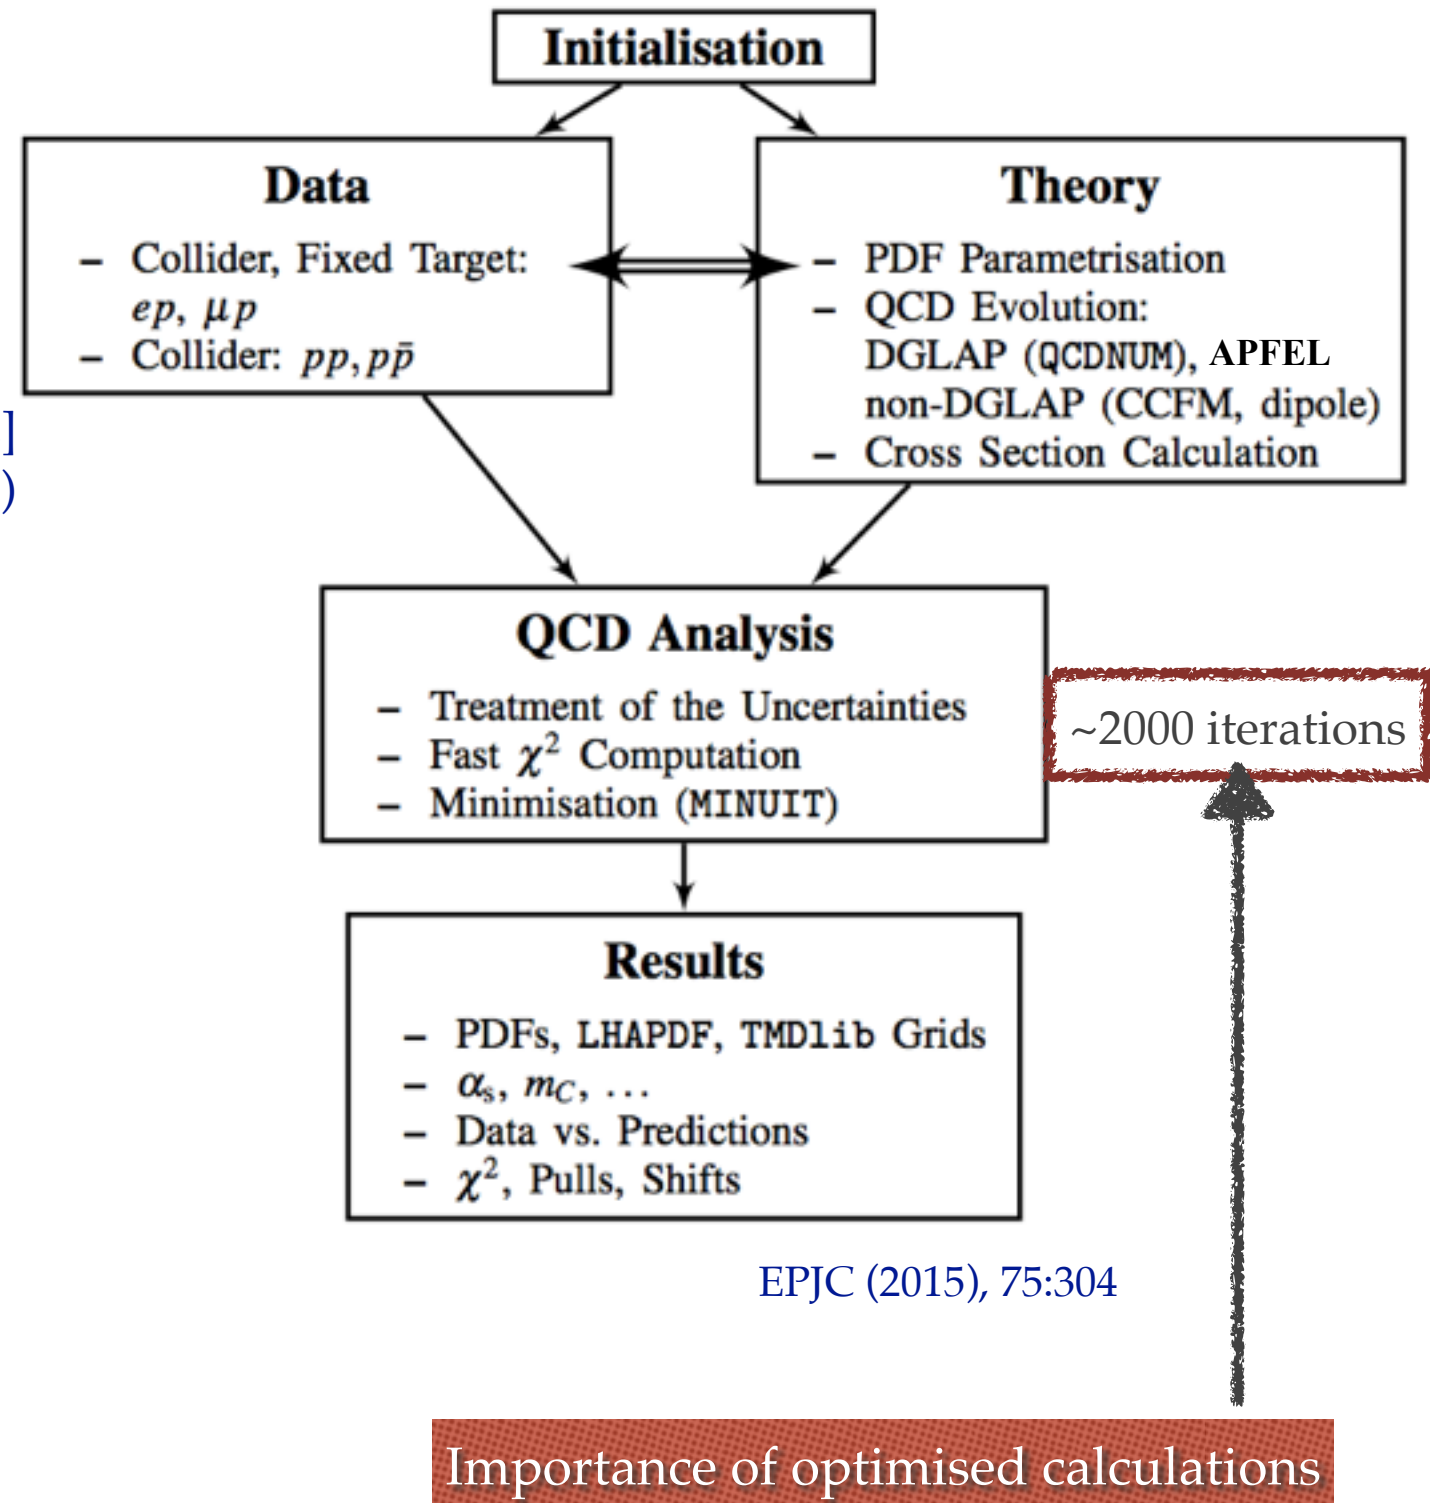 Initialisation
Data
– Collider, Fixed Target:
ep, μp
– Collider: pp, pp̄
Theory
– PDF Parametrisation
– QCD Evolution:
DGLAP (QCDNUM), APFEL
non-DGLAP (CCFM, dipole)
– Cross Section Calculation
]
)
QCD Analysis
– Treatment of the Uncertainties
– Fast χ² Computation
– Minimisation (MINUIT)
~2000 iterations
Results
– PDFs, LHAPDF, TMDlib Grids
– αₛ, m_C, ...
– Data vs. Predictions
– χ², Pulls, Shifts
EPJC (2015), 75:304
Importance of optimised calculations